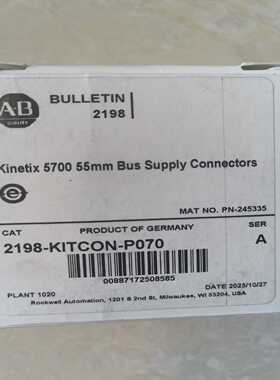 AB
BULLETIN
2198
Kinetix 5700 55mm Bus Supply Connectors
MAT NO. PN-245335
CAT
PRODUCT OF GERMANY
SER
2198-KITCON-P070
A
00887172508585
PLANT 1020
DATE 2025/10/27
Rockwell Automation, 1201 S 2nd St, Milwaukee, WI 53204, USA